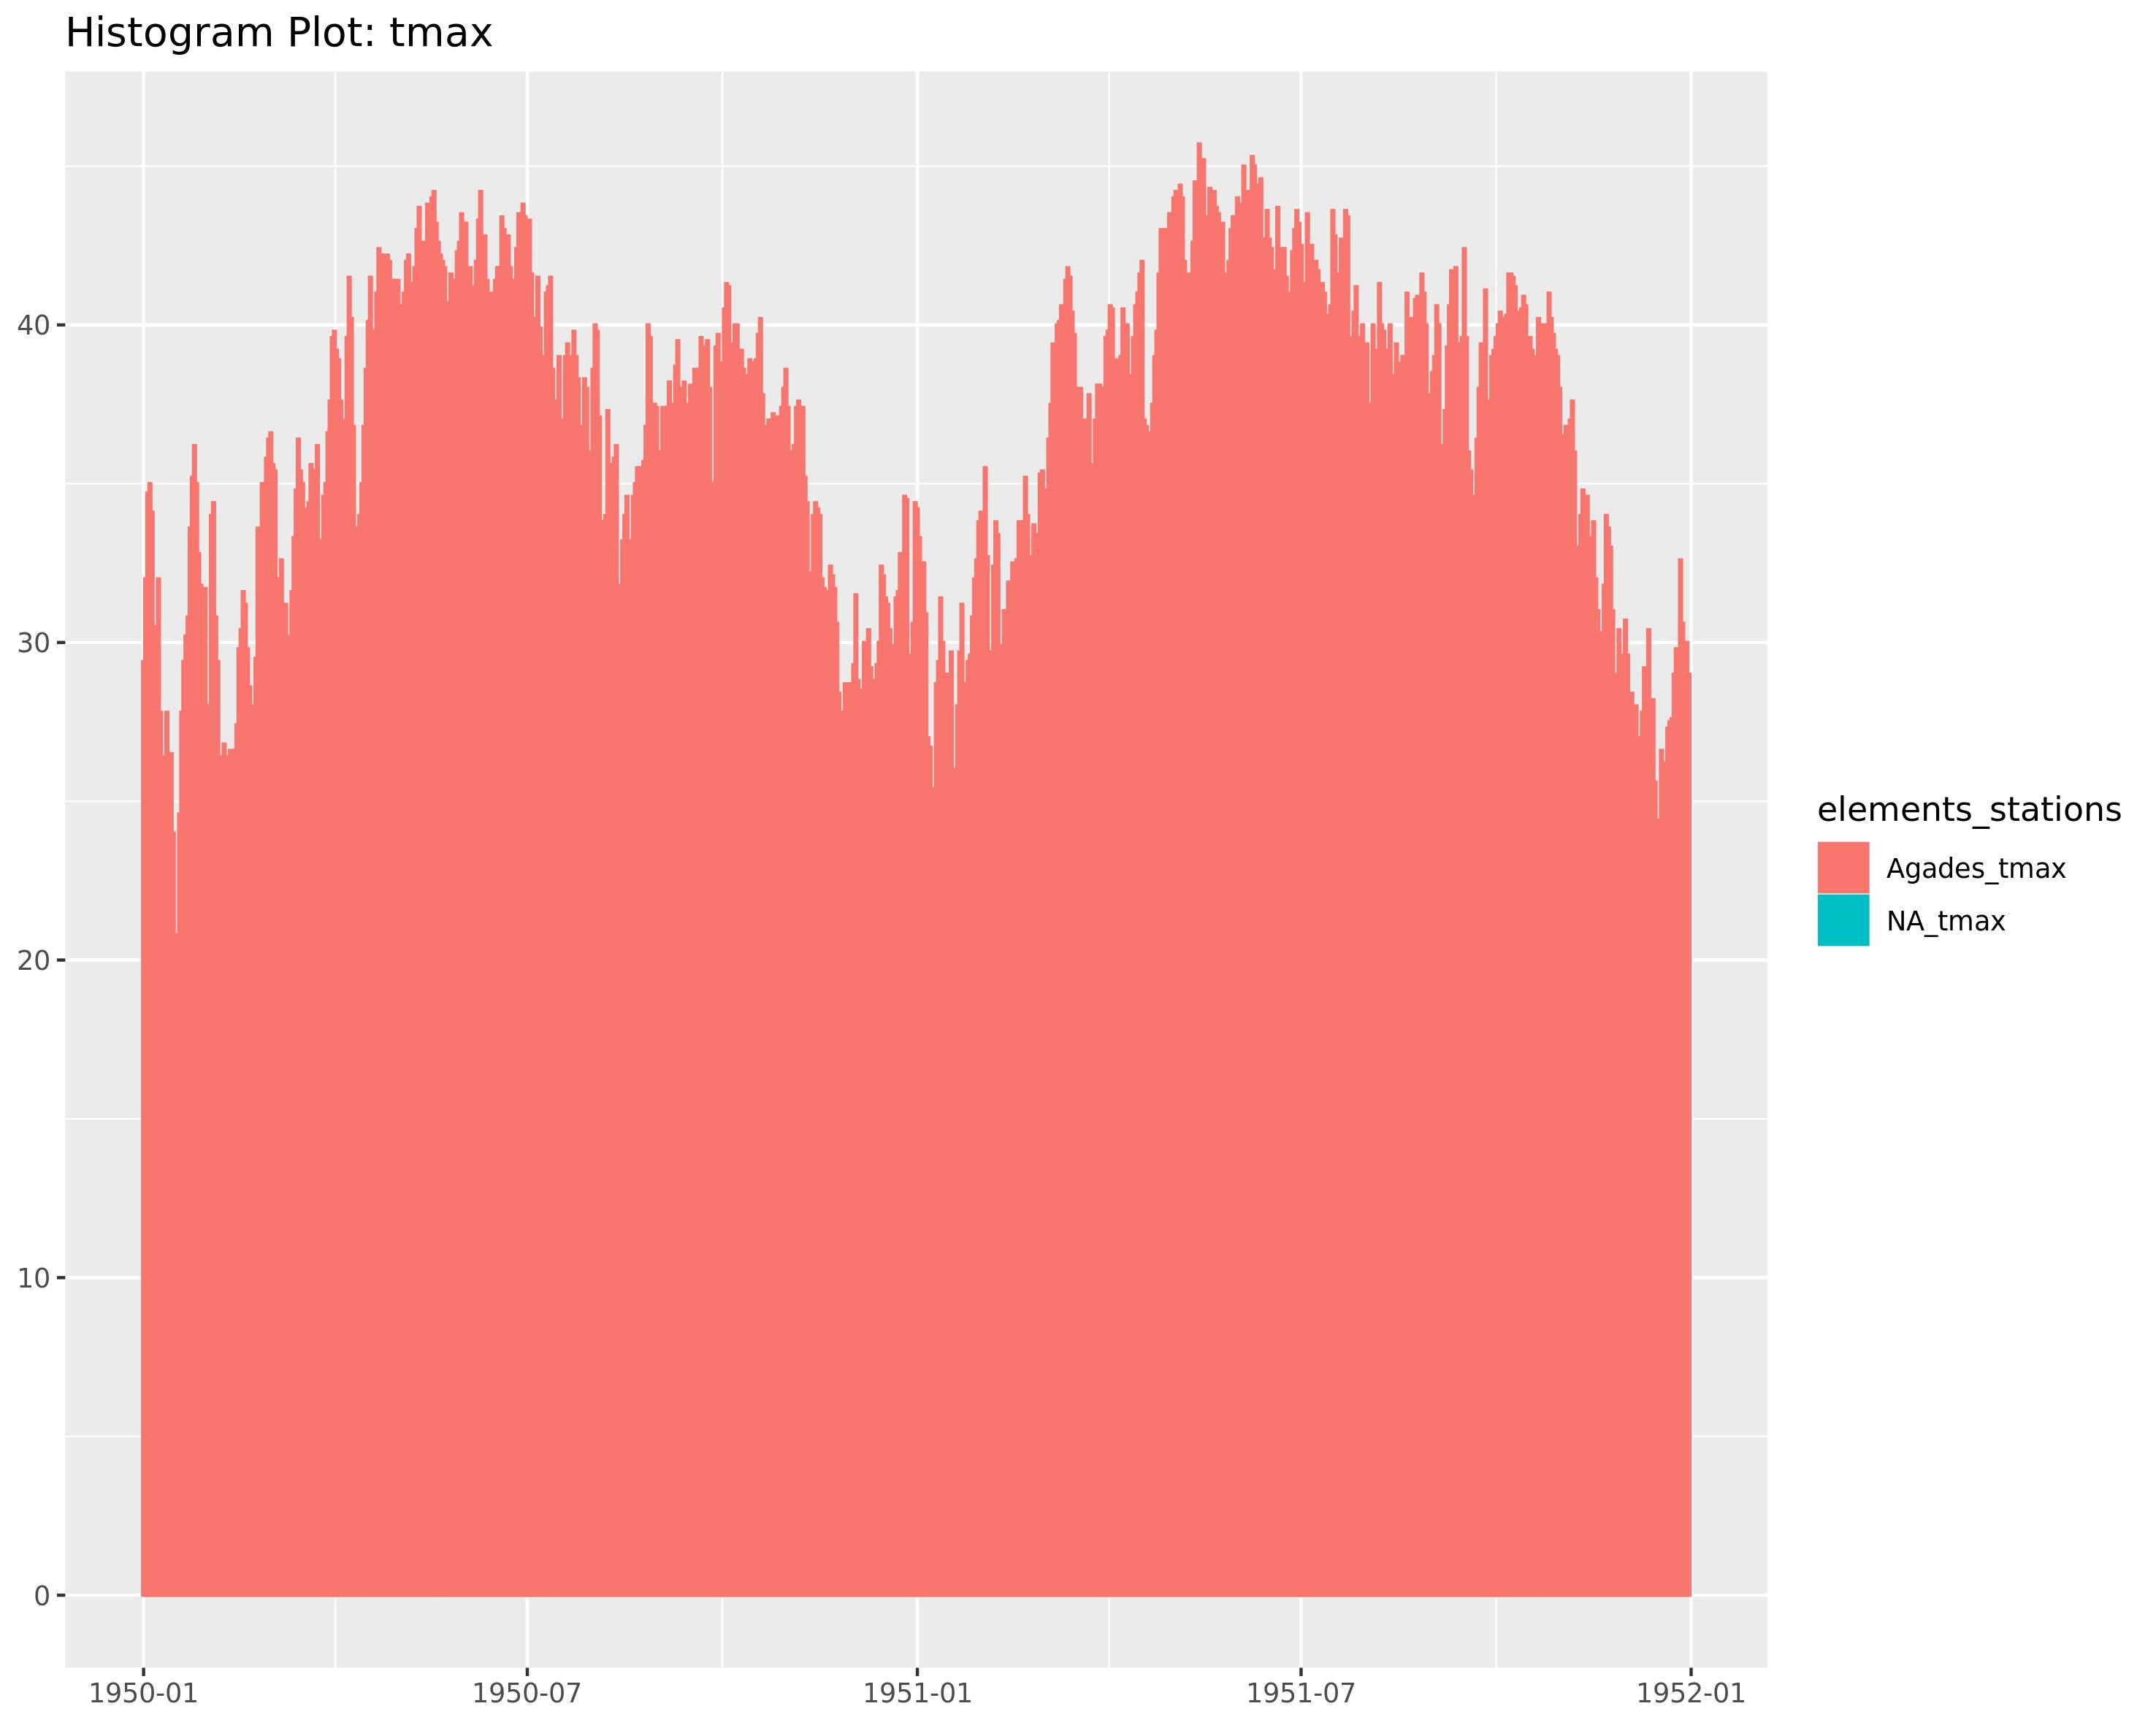 Histogram Plot: tmax
40
30
20
10
0
1950-01
1950-07
1951-01
1951-07
1952-01
elements_stations
Agades_tmax
NA_tmax